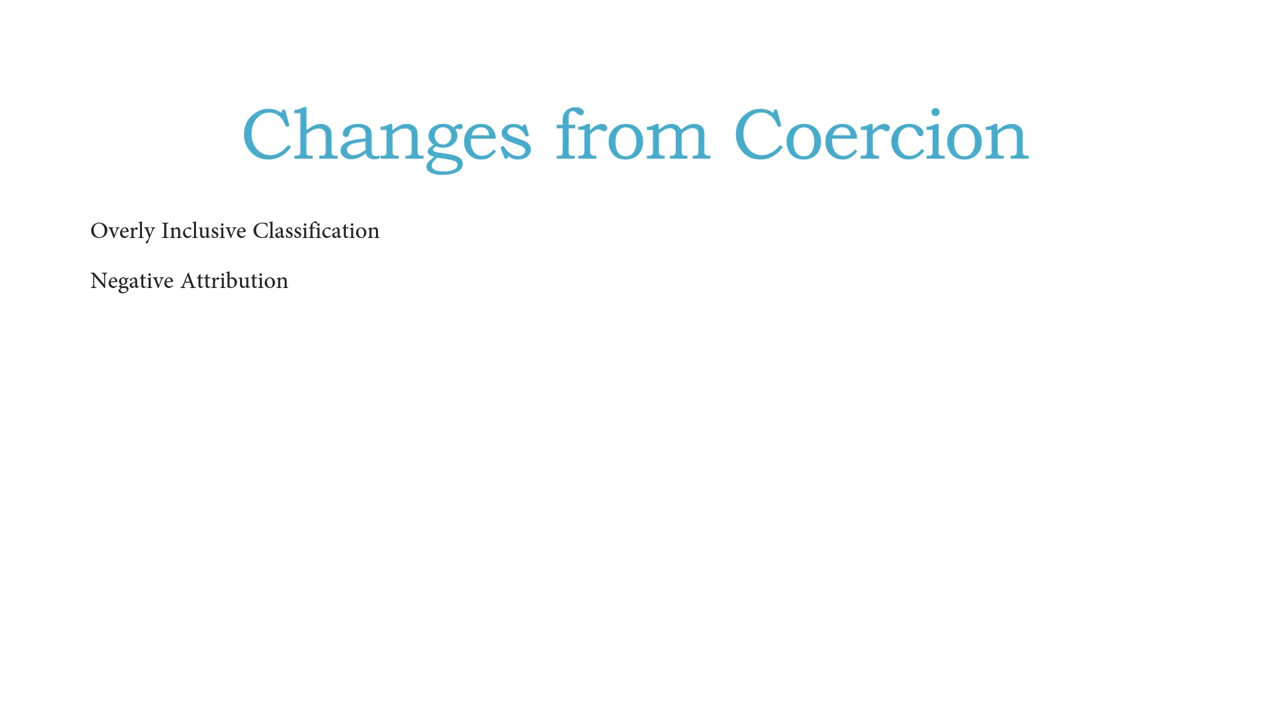 Changes from Coercion
Overly Inclusive Classification
Negative Attribution